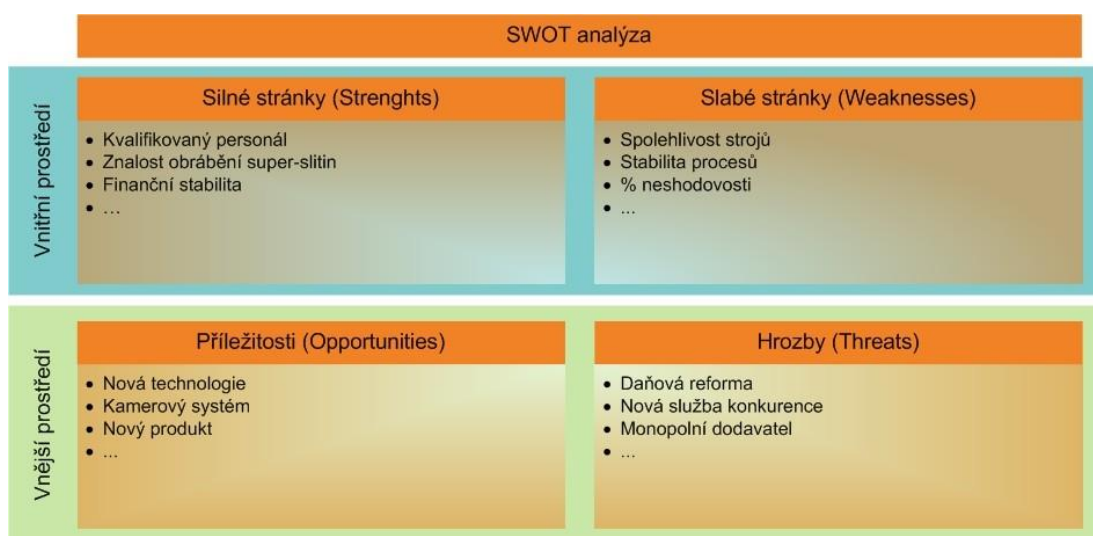 SWOT analýza
Vnitřní prostředí
Silné stránky (Strenghts)
• Kvalifikovaný personál
• Znalost obrábění super-slitin
• Finanční stabilita
• ...
Slabé stránky (Weaknesses)
• Spolehlivost strojů
• Stabilita procesů
• % neshodovosti
• ...
Vnější prostředí
Příležitosti (Opportunities)
• Nová technologie
• Kamerový systém
• Nový produkt
• ...
Hrozby (Threats)
• Daňová reforma
• Nová služba konkurence
• Monopolní dodavatel
• ...